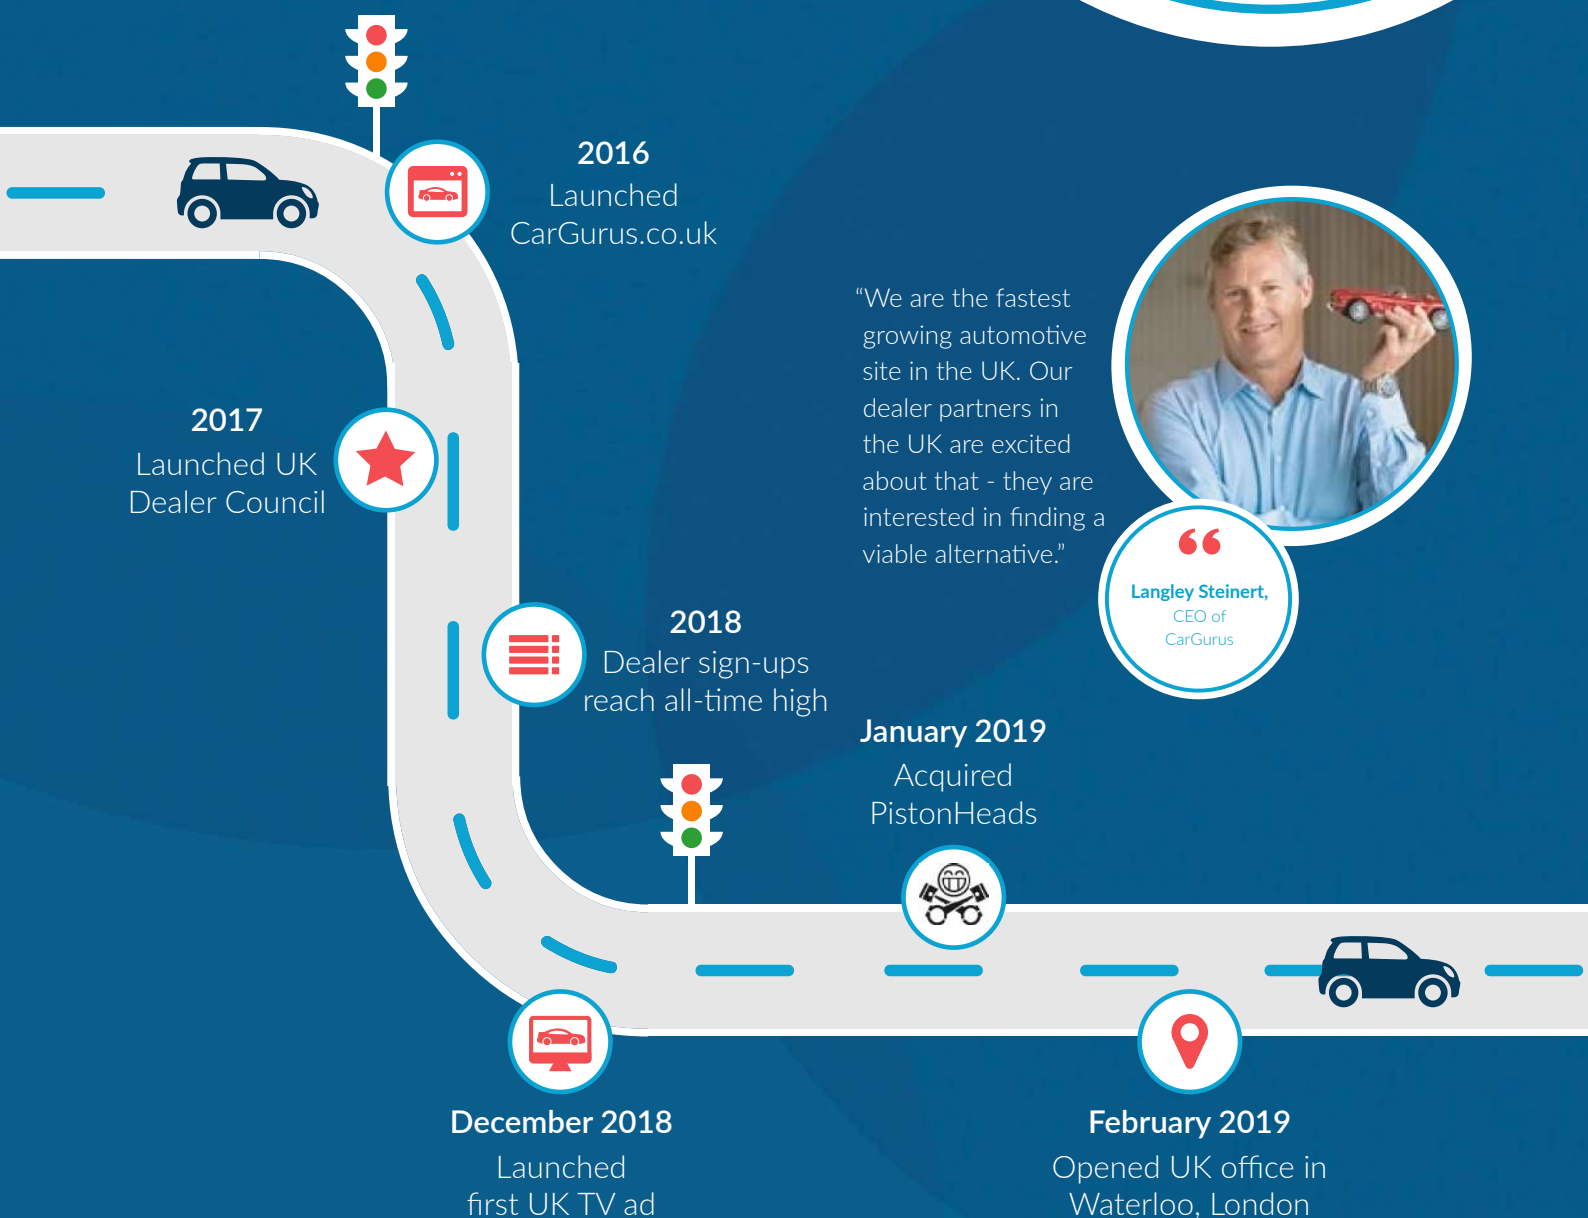 2016
Launched
CarGurus.co.uk
“We are the fastest
growing automotive
site in the UK. Our
dealer partners in
the UK are excited
about that - they are
interested in finding a
viable alternative.”
“
Langley Steinert,
CEO of
CarGurus
2017
Launched UK
Dealer Council
2018
Dealer sign-ups
reach all-time high
January 2019
Acquired
PistonHeads
December 2018
Launched
first UK TV ad
February 2019
Opened UK office in
Waterloo, London